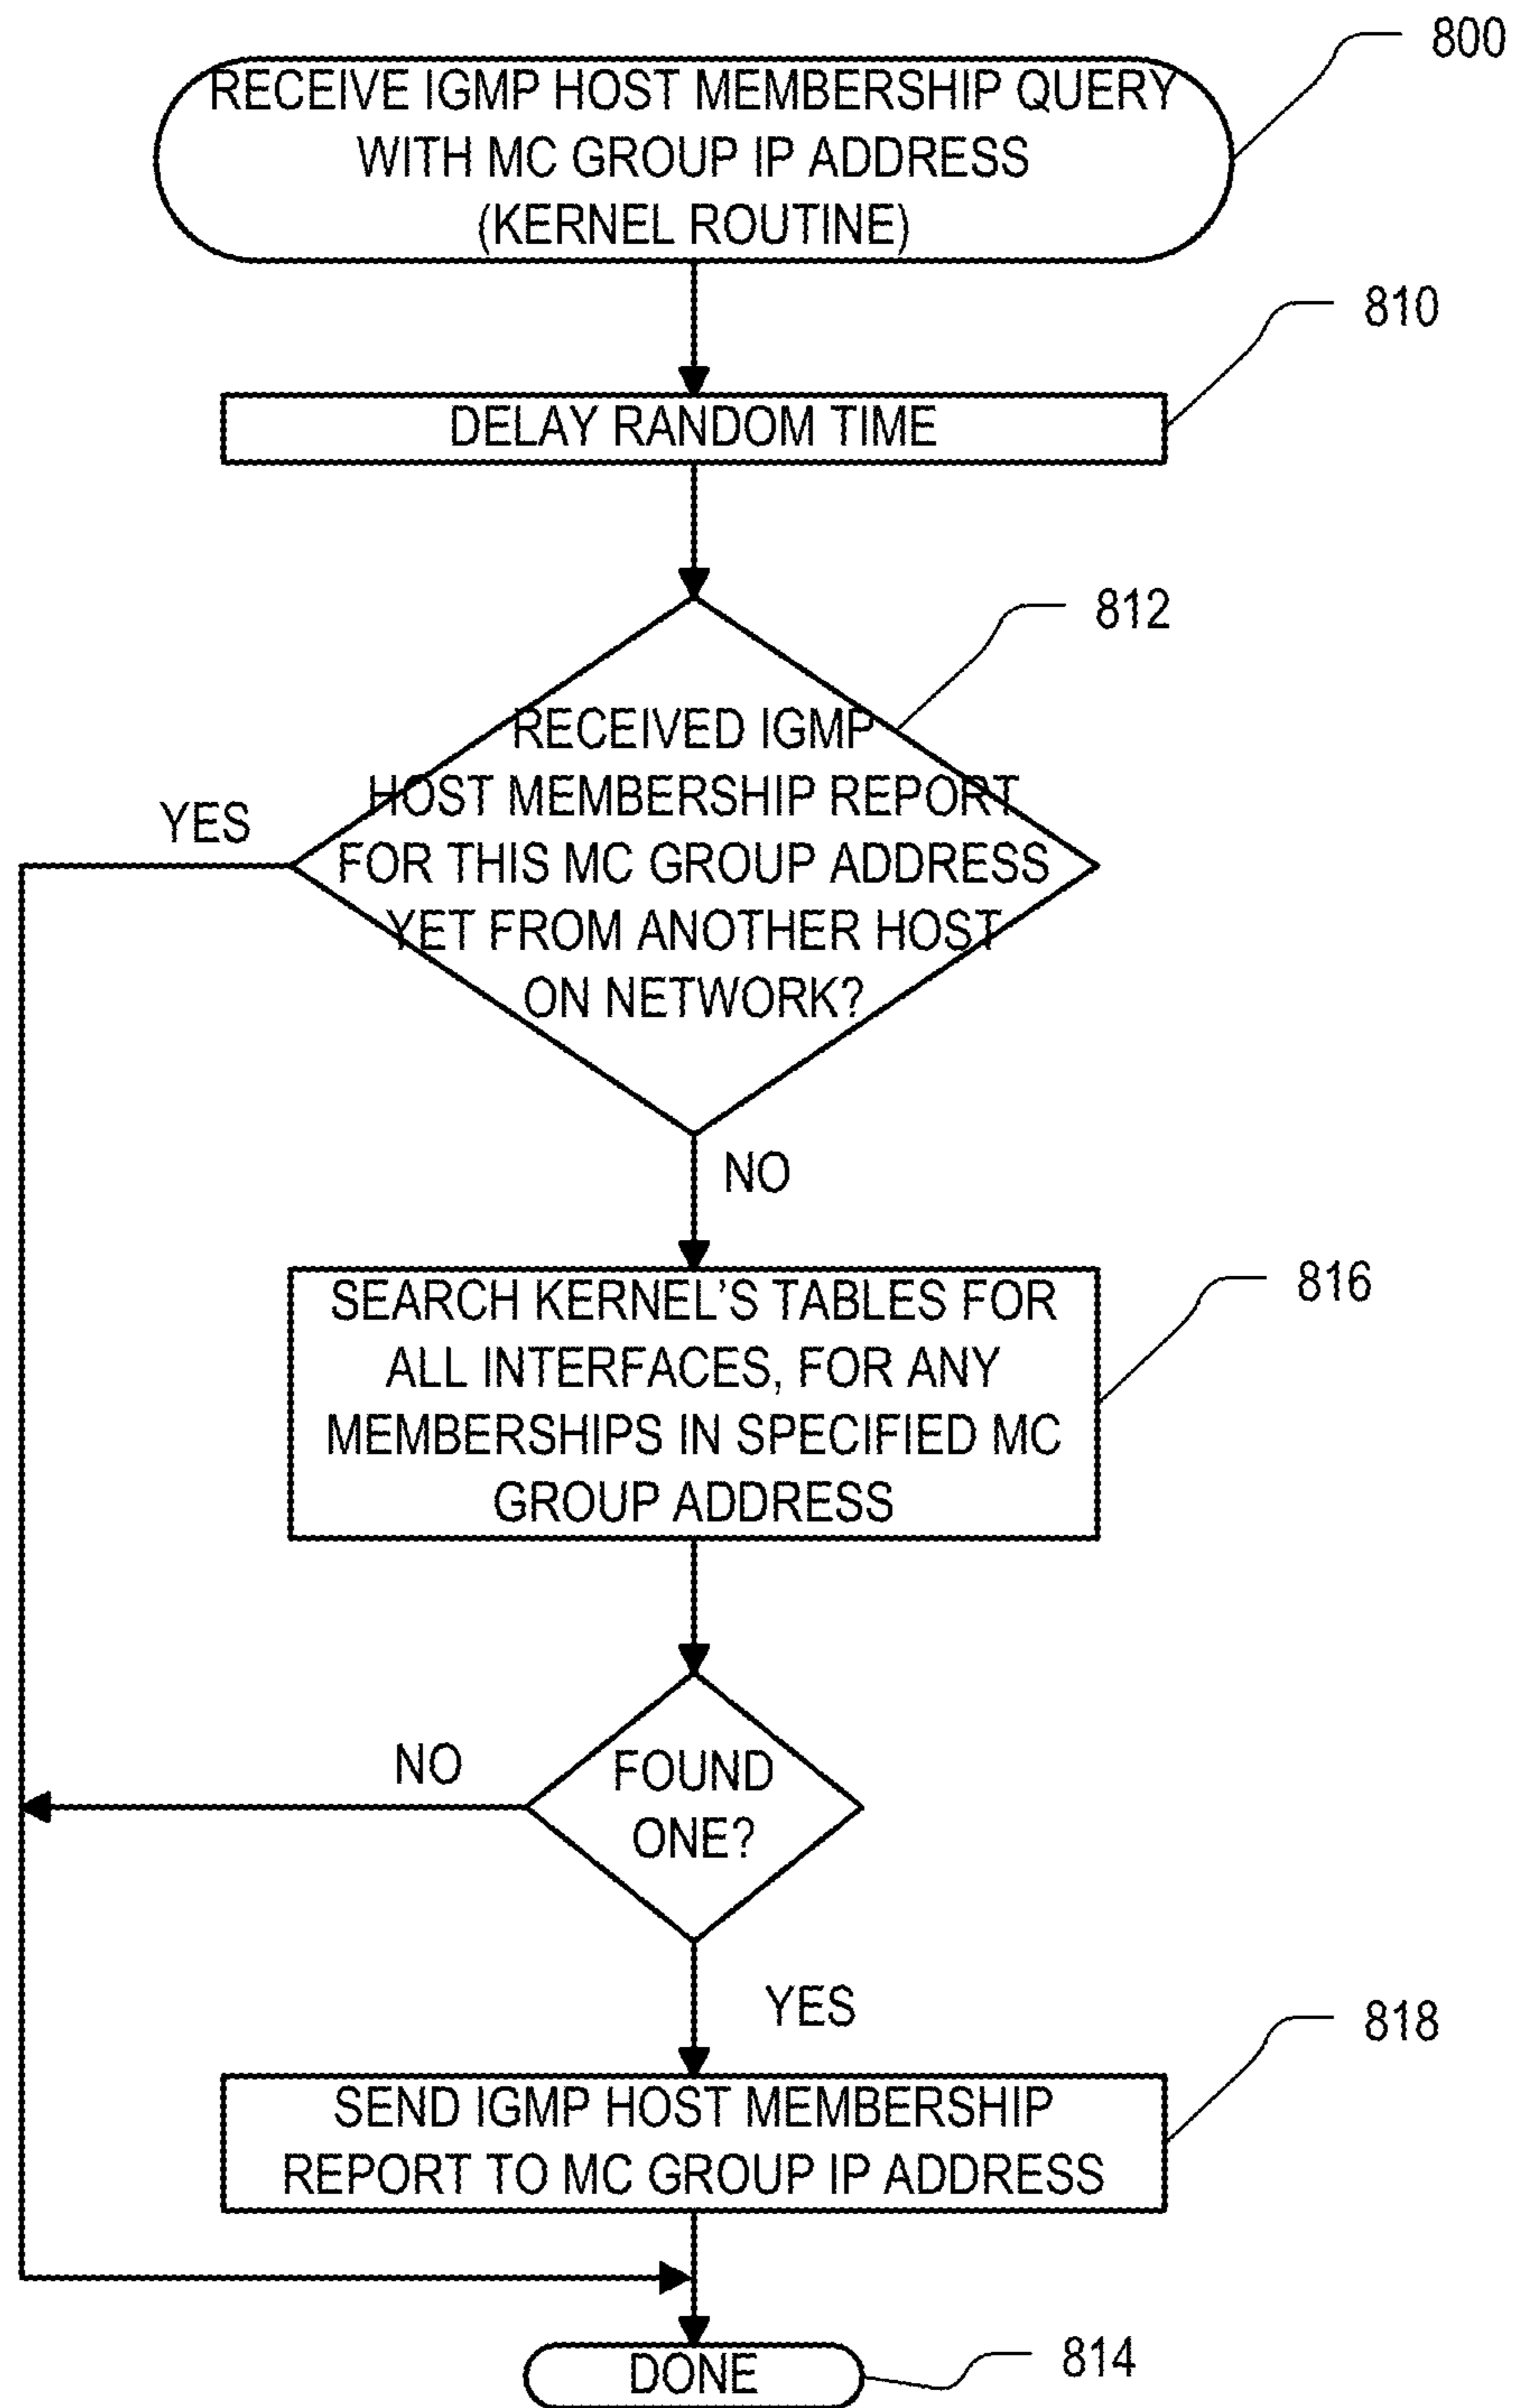 800
RECEIVE IGMP HOST MEMBERSHIP QUERY
WITH MC GROUP IP ADDRESS
(KERNEL ROUTINE)
810
DELAY RANDOM TIME
812
RECEIVED IGMP
HOST MEMBERSHIP REPORT
FOR THIS MC GROUP ADDRESS
YET FROM ANOTHER HOST
ON NETWORK?
YES
NO
816
SEARCH KERNEL'S TABLES FOR
ALL INTERFACES, FOR ANY
MEMBERSHIPS IN SPECIFIED MC
GROUP ADDRESS
NO
FOUND
ONE?
YES
818
SEND IGMP HOST MEMBERSHIP
REPORT TO MC GROUP IP ADDRESS
DONE
814